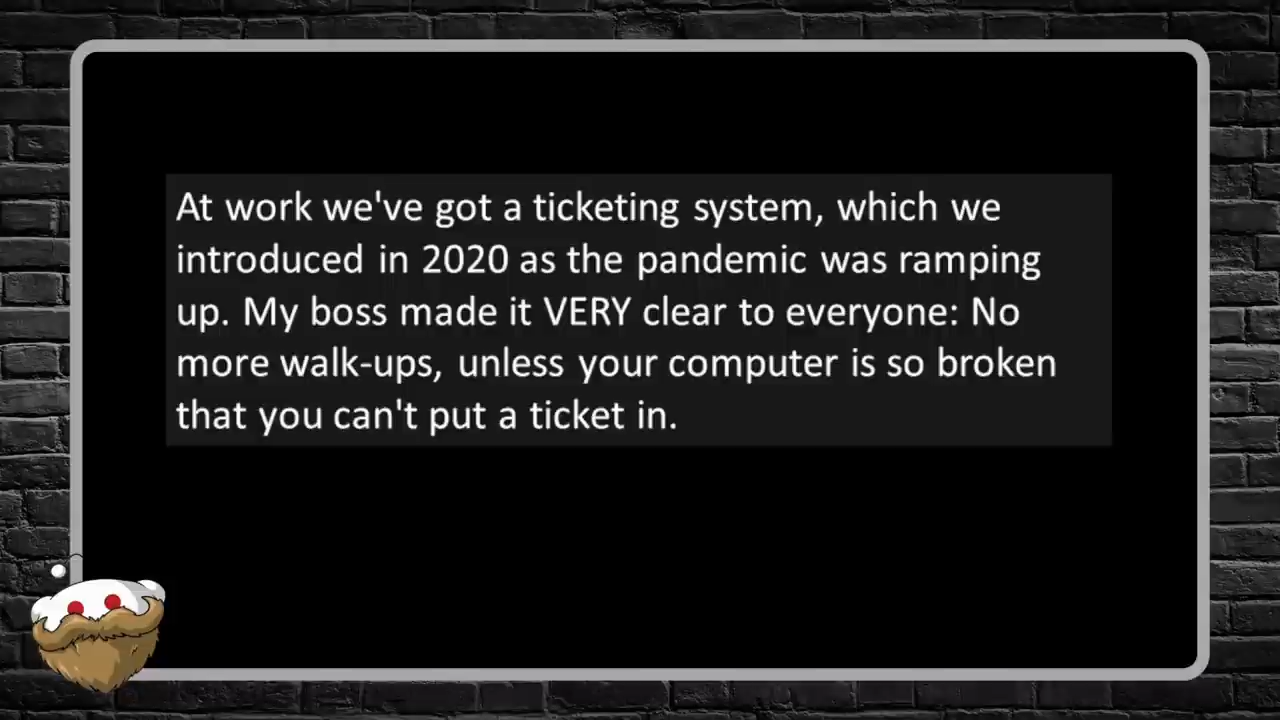 At work we've got a ticketing system, which we
introduced in 2020 as the pandemic was ramping
up. My boss made it VERY clear to everyone: No
more walk-ups, unless your computer is so broken
that you can't put a ticket in.